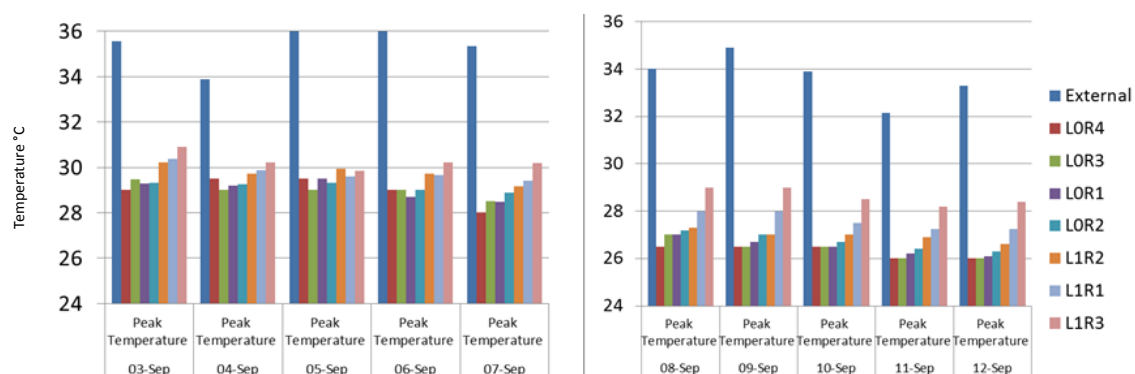 Temperature °C
36
34
32
30
28
26
24
Peak Temperature
Peak Temperature
Peak Temperature
Peak Temperature
Peak Temperature
03-Sep
04-Sep
05-Sep
06-Sep
07-Sep
36
34
32
30
28
26
24
Peak Temperature
Peak Temperature
Peak Temperature
Peak Temperature
Peak Temperature
08-Sep
09-Sep
10-Sep
11-Sep
12-Sep
External
L0R4
L0R3
L0R1
L0R2
L1R2
L1R1
L1R3